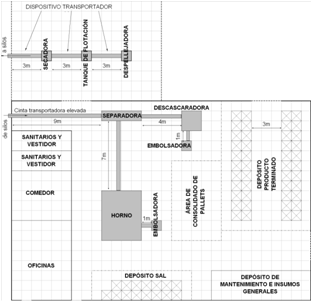 DISPOSITIVO TRANSPORTADOR
a silos
SECADORA
TANQUE DE FLOTACIÓN
DESPELLEJADORA
3m
3m
3m
DESCASCARADORA
Cinta transportadora elevada
SEPARADORA
de silos
9m
4m
1m
3m
SANITARIOS Y
VESTIDOR
EMBOLSADORA
SANITARIOS Y
VESTIDOR
7m
COMEDOR
ÁREA DE
CONSOLIDADO DE
PALLETS
DEPÓSITO
PRODUCTO
TERMINADO
HORNO
1m
EMBOLSADORA
OFICINAS
DEPÓSITO SAL
DEPÓSITO DE
MANTENIMIENTO E INSUMOS
GENERALES